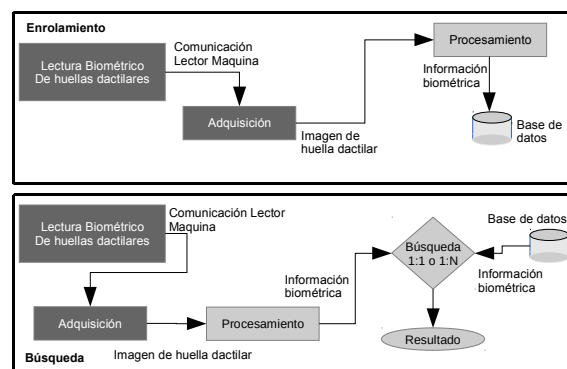 Enrolamiento
Lectura Biométrico
De huellas dactilares
Comunicación
Lector Maquina
Adquisición
Imagen de
huella dactilar
Procesamiento
Información
biométrica
Base de
datos
Lectura Biométrico
De huellas dactilares
Comunicación Lector
Maquina
Adquisición
Imagen de huella dactilar
Procesamiento
Información
biométrica
Búsqueda
1:1 o 1:N
Base de datos
Información
biométrica
Resultado
Búsqueda